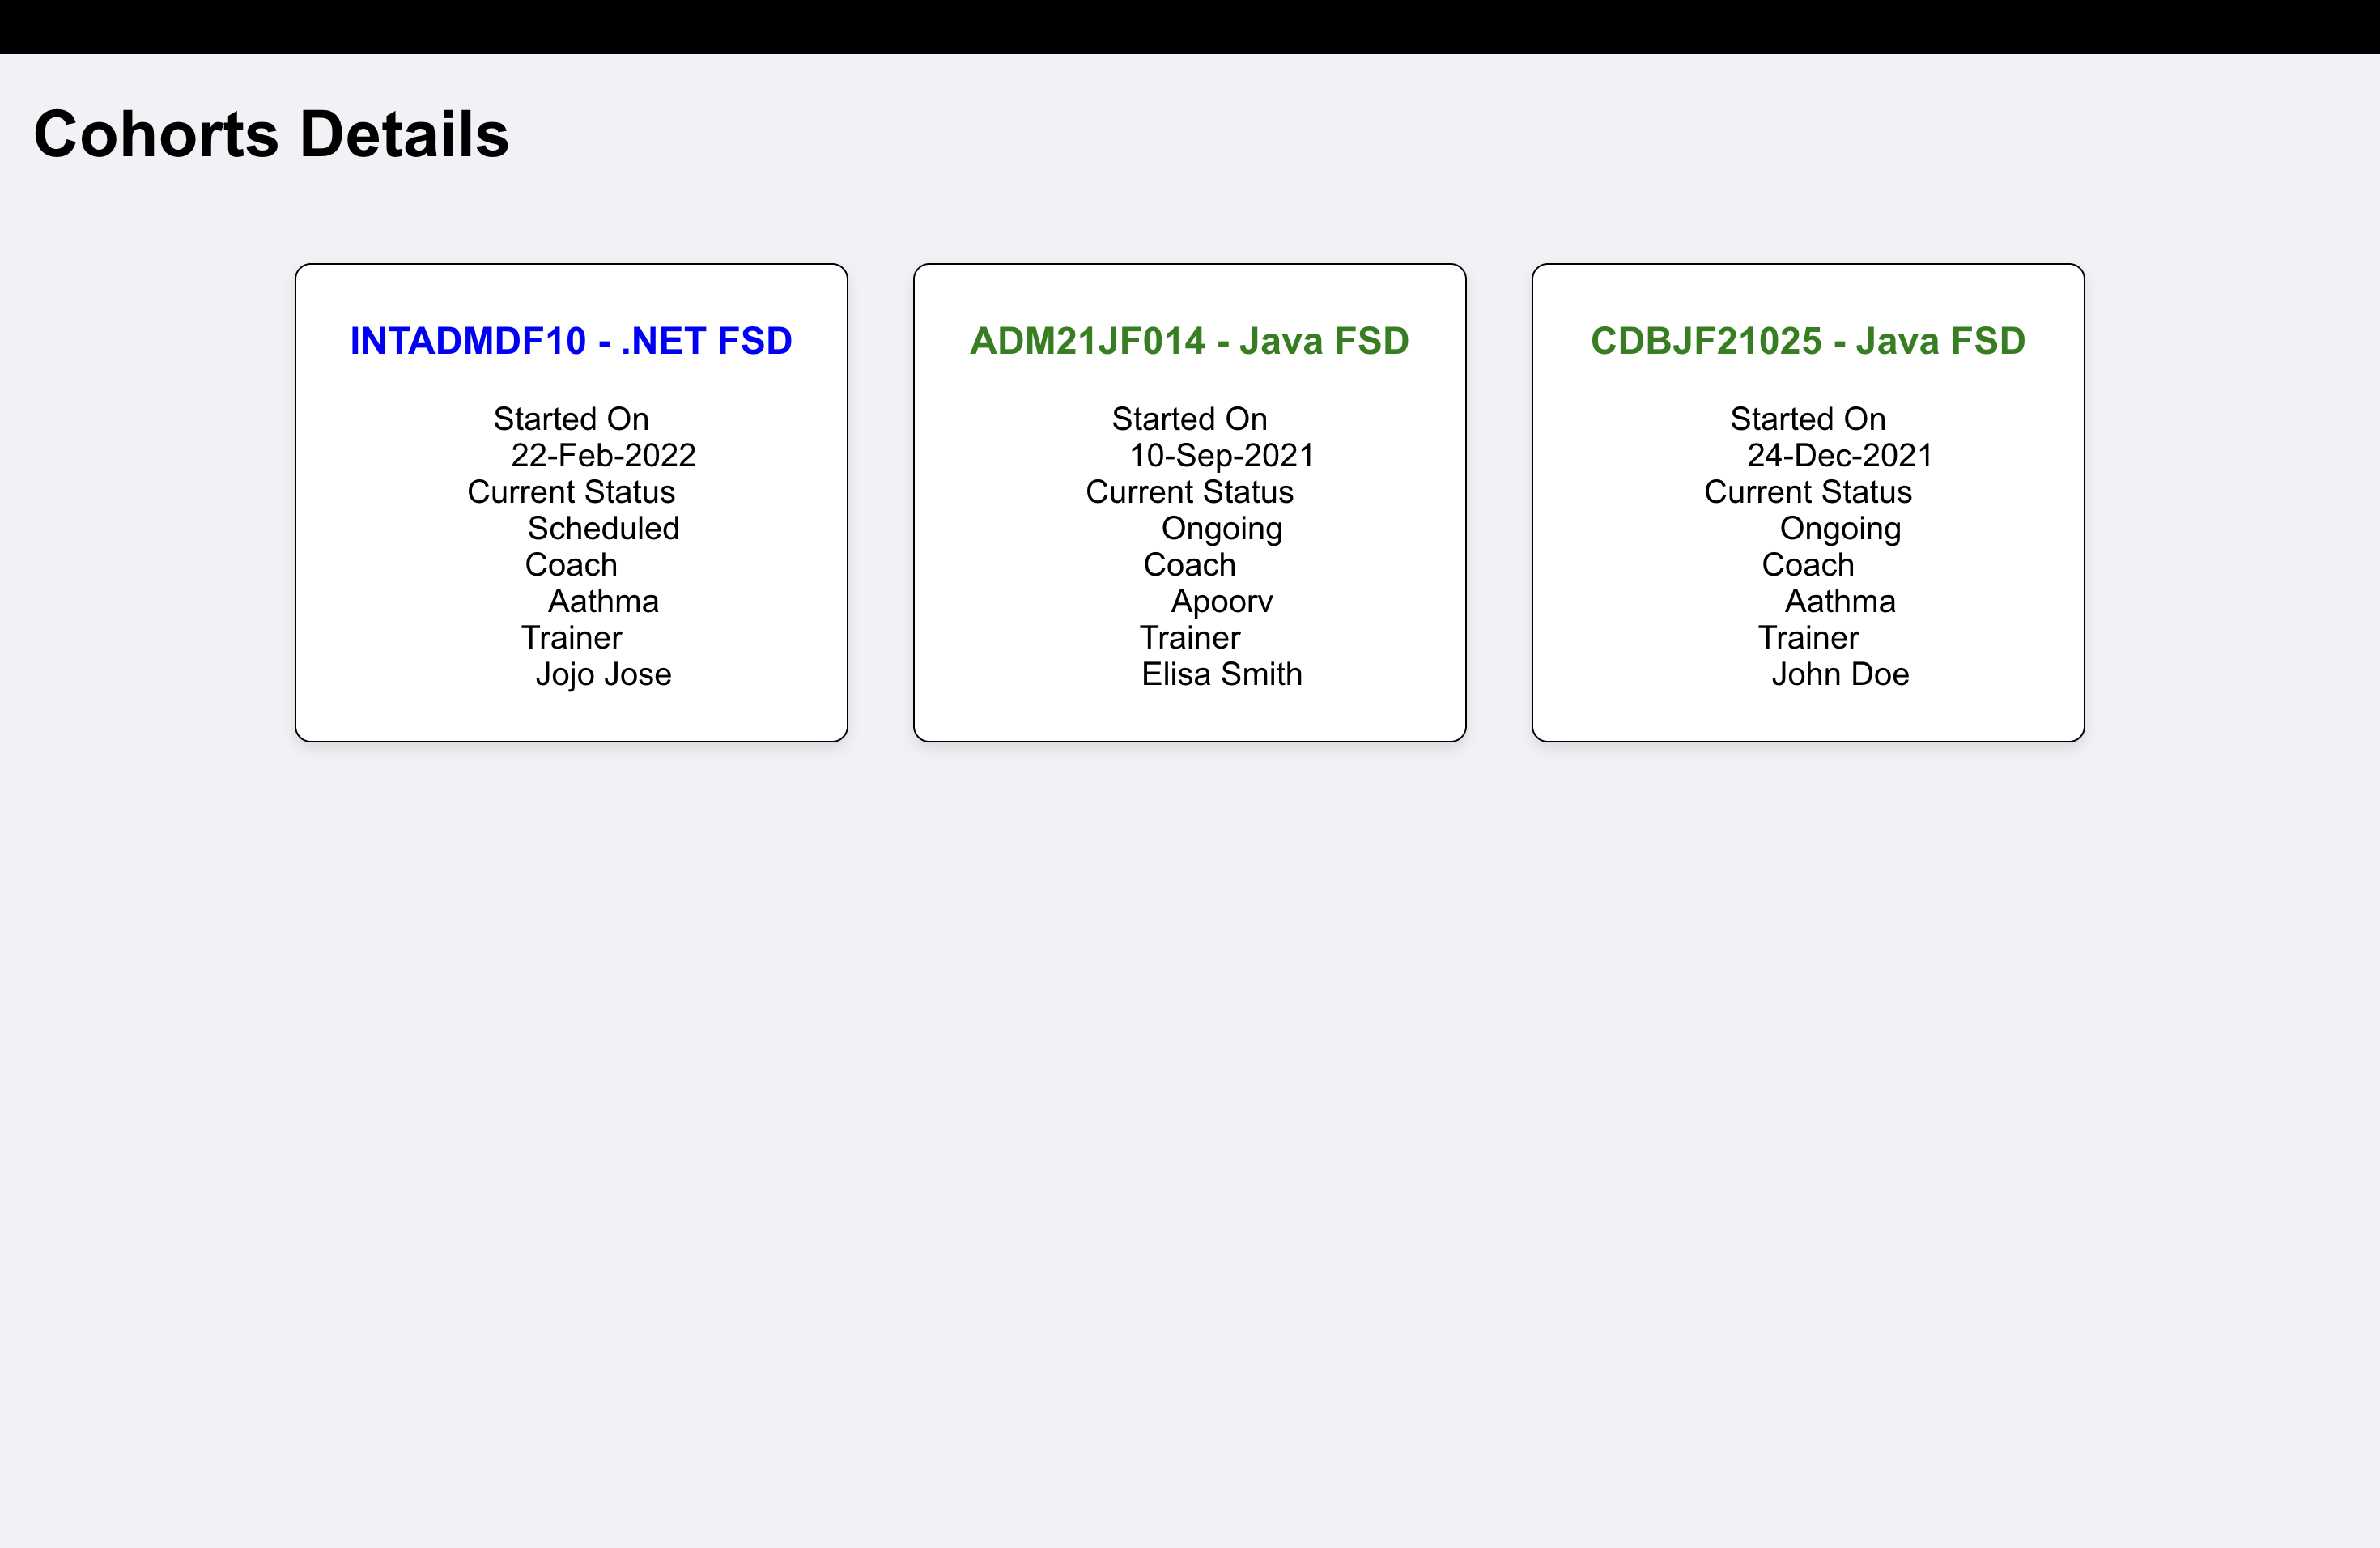 Cohorts Details
INTADMDF10 - .NET FSD
Started On
22-Feb-2022
Current Status
Scheduled
Coach
Aathma
Trainer
Jojo Jose
ADM21JF014 - Java FSD
Started On
10-Sep-2021
Current Status
Ongoing
Coach
Apoorv
Trainer
Elisa Smith
CDBJF21025 - Java FSD
Started On
24-Dec-2021
Current Status
Ongoing
Coach
Aathma
Trainer
John Doe